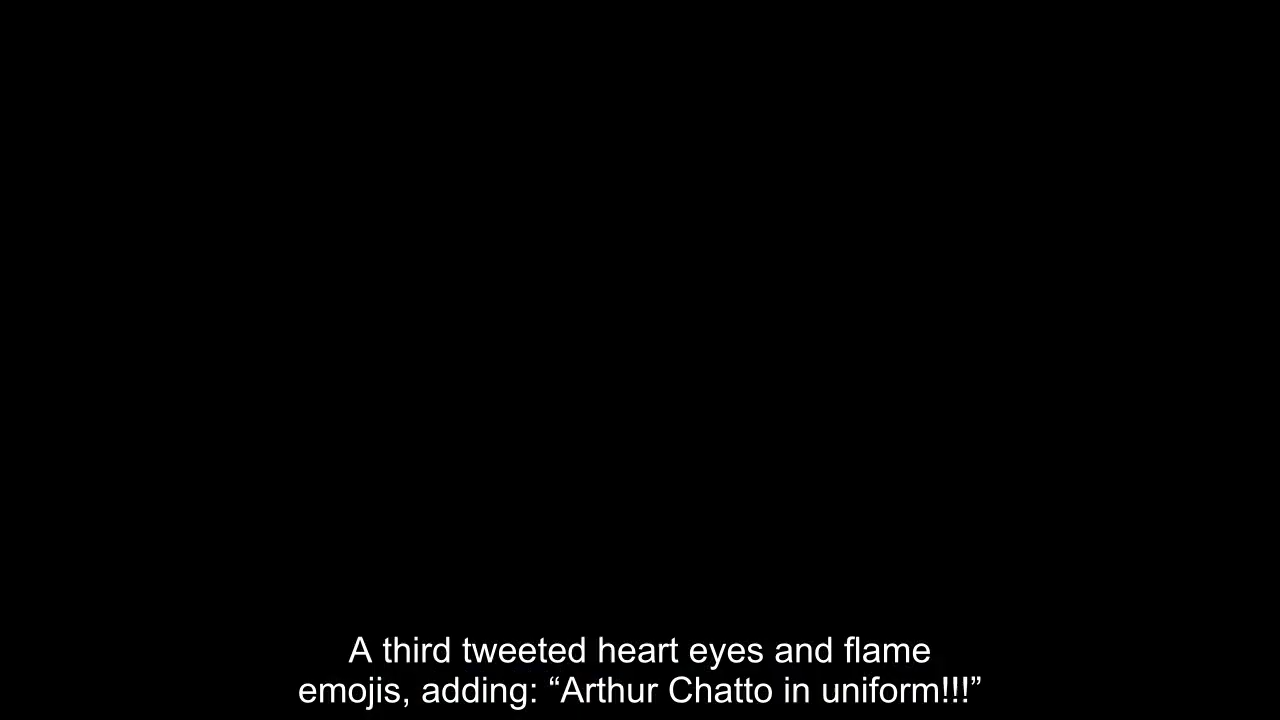 A third tweeted heart eyes and flame
emojis, adding: “Arthur Chatto in uniform!!!”